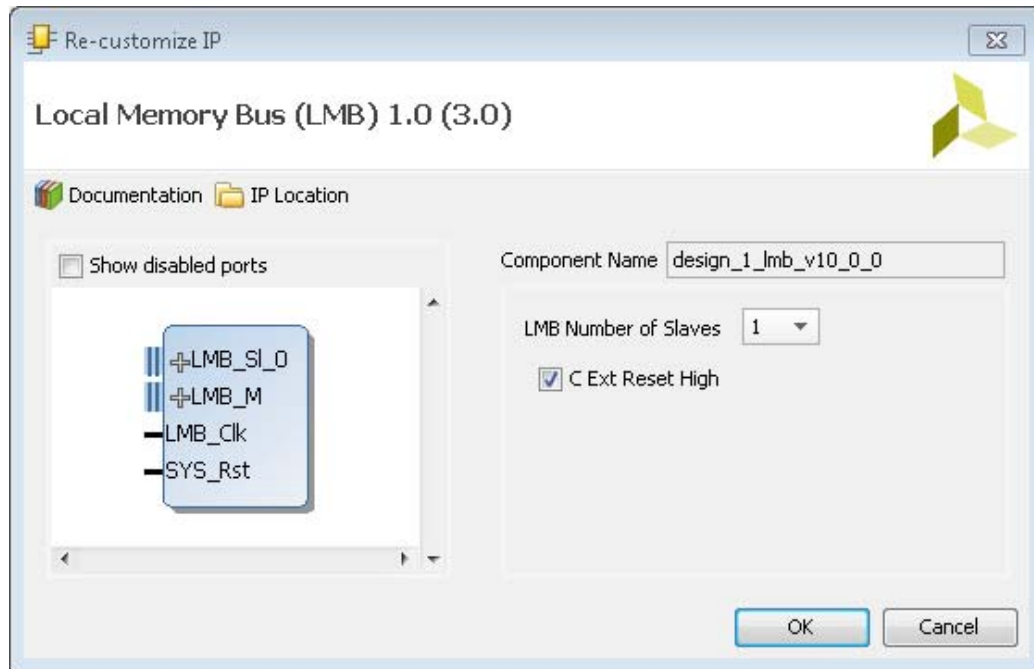 Re-customize IP
Local Memory Bus (LMB) 1.0 (3.0)
Documentation IP Location
Show disabled ports
LMB_Sl_0
LMB_M
LMB_Clk
SYS_Rst
Component Name design_1_lmb_v10_0_0
LMB Number of Slaves 1
C Ext Reset High
OK Cancel